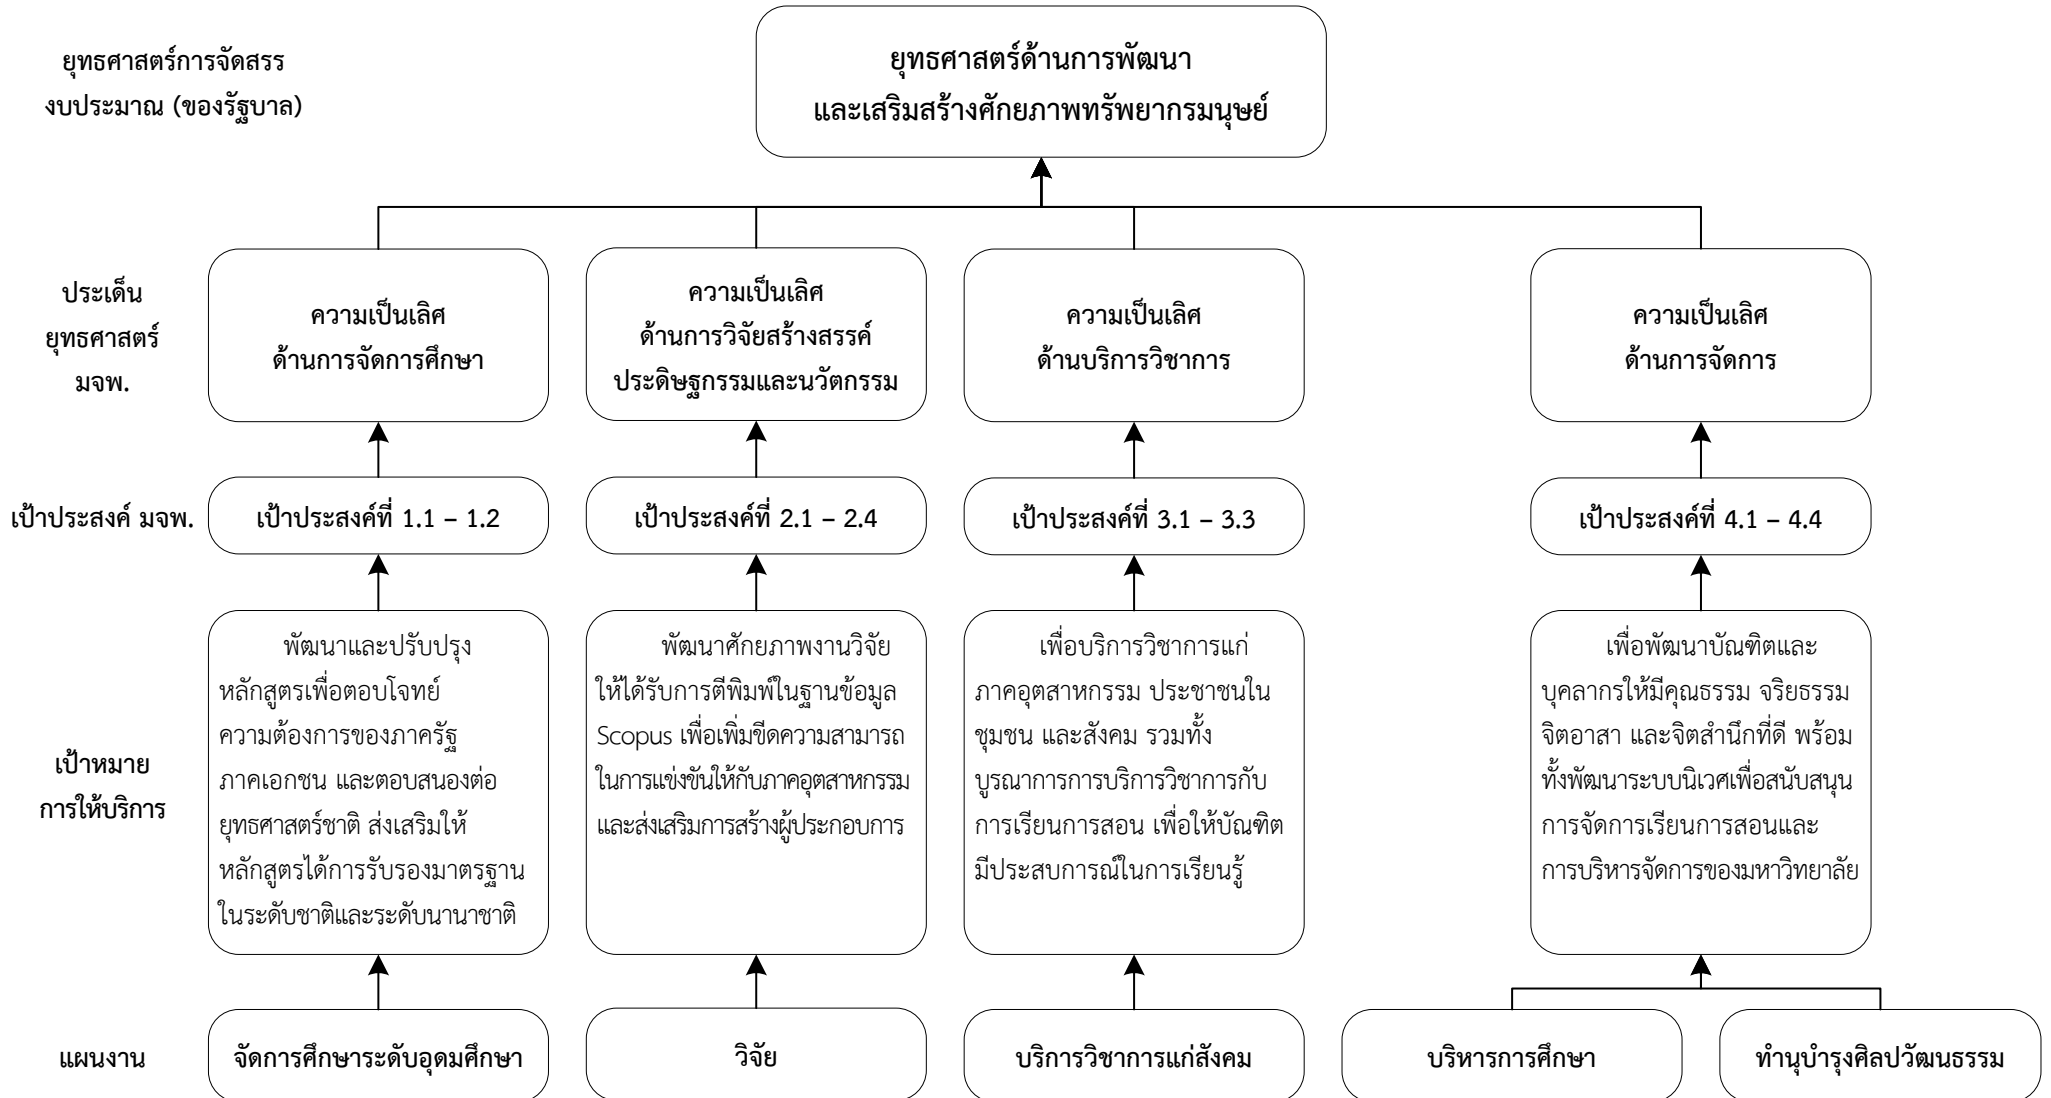 ยุทธศาสตร์การจัดสรร
งบประมาณ (ของรัฐบาล)
ยุทธศาสตร์ด้านการพัฒนา
และเสริมสร้างศักยภาพทรัพยากรมนุษย์
ประเด็น
ยุทธศาสตร์
มจพ.
ความเป็นเลิศ
ด้านการจัดการศึกษา
ความเป็นเลิศ
ด้านการวิจัยสร้างสรรค์
ประดิษฐกรรมและนวัตกรรม
ความเป็นเลิศ
ด้านบริการวิชาการ
ความเป็นเลิศ
ด้านการจัดการ
เป้าประสงค์ มจพ.
เป้าประสงค์ที่ 1.1 – 1.2
เป้าประสงค์ที่ 2.1 – 2.4
เป้าประสงค์ที่ 3.1 – 3.3
เป้าประสงค์ที่ 4.1 – 4.4
เป้าหมาย
การให้บริการ
พัฒนาและปรับปรุง
หลักสูตรเพื่อตอบโจทย์
ความต้องการของภาครัฐ
ภาคเอกชน และตอบสนองต่อ
ยุทธศาสตร์ชาติ ส่งเสริมให้
หลักสูตรได้การรับรองมาตรฐาน
ในระดับชาติและระดับนานาชาติ
พัฒนาศักยภาพงานวิจัย
ให้ได้รับการตีพิมพ์ในฐานข้อมูล
Scopus เพื่อเพิ่มขีดความสามารถ
ในการแข่งขันให้กับภาคอุตสาหกรรม
และส่งเสริมการสร้างผู้ประกอบการ
เพื่อบริการวิชาการแก่
ภาคอุตสาหกรรม ประชาชนใน
ชุมชน และสังคม รวมทั้ง
บูรณาการการบริการวิชาการกับ
การเรียนการสอน เพื่อให้บัณฑิต
มีประสบการณ์ในการเรียนรู้
เพื่อพัฒนาบัณฑิตและ
บุคลากรให้มีคุณธรรม จริยธรรม
จิตอาสา และจิตสำนึกที่ดี พร้อม
ทั้งพัฒนาระบบนิเวศเพื่อสนับสนุน
การจัดการเรียนการสอนและ
การบริหารจัดการของมหาวิทยาลัย
แผนงาน
จัดการศึกษาระดับอุดมศึกษา
วิจัย
บริการวิชาการแก่สังคม
บริหารการศึกษา
ทำนุบำรุงศิลปวัฒนธรรม